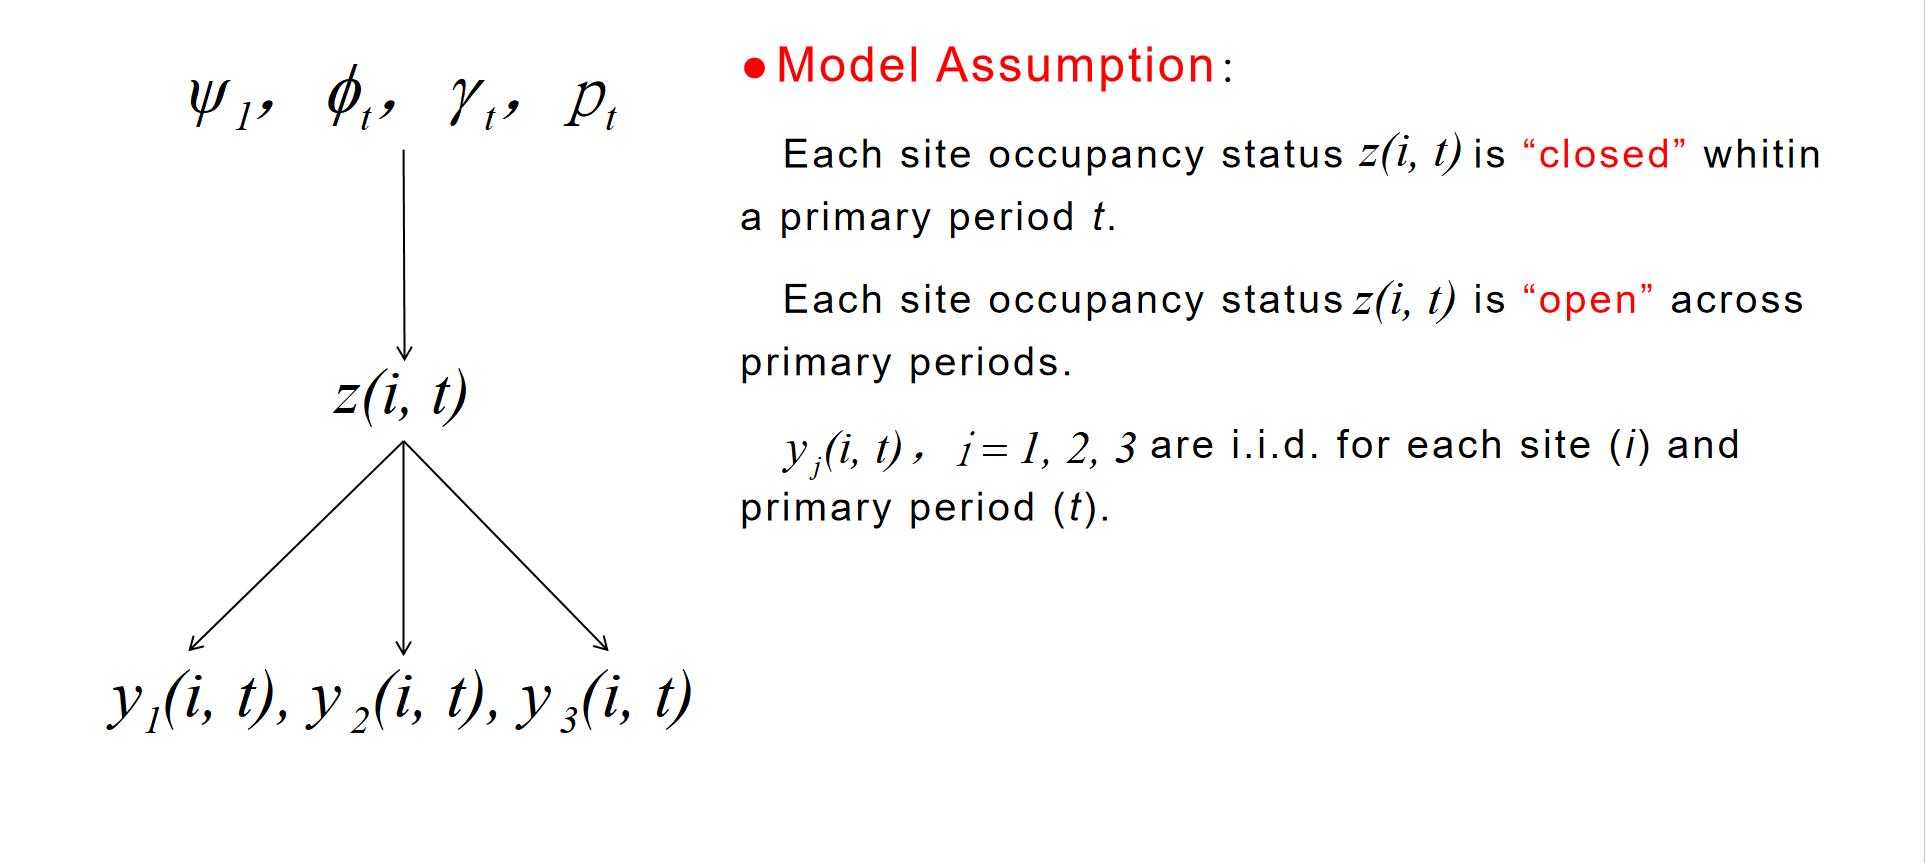 ψ₁, ϕₜ, γₜ, pₜ
z(i, t)
y₁(i, t), y₂(i, t), y₃(i, t)
●Model Assumption:
Each site occupancy status z(i, t) is “closed” whitin
a primary period t.
Each site occupancy status z(i, t) is “open” across
primary periods.
yⱼ(i, t), i = 1, 2, 3 are i.i.d. for each site (i) and
primary period (t).